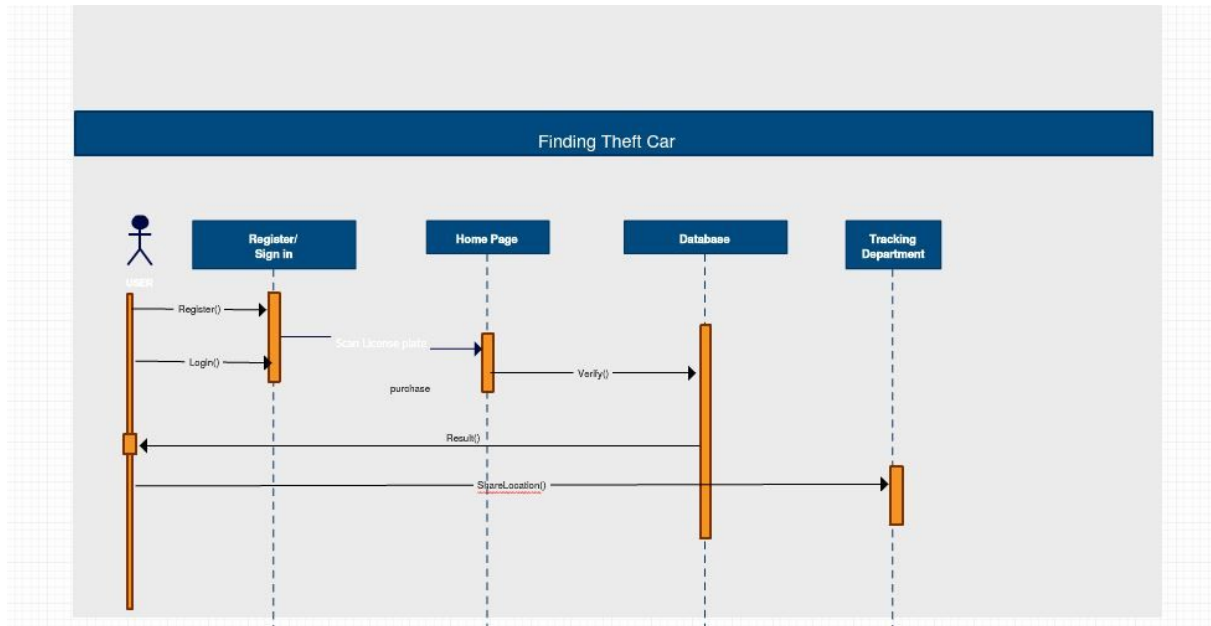 Finding Theft Car
Register/
Sign in
Home Page
Database
Tracking
Department
USER
Register()
Scan License plate
Login()
Verify()
purchase
Result()
ShareLocation()